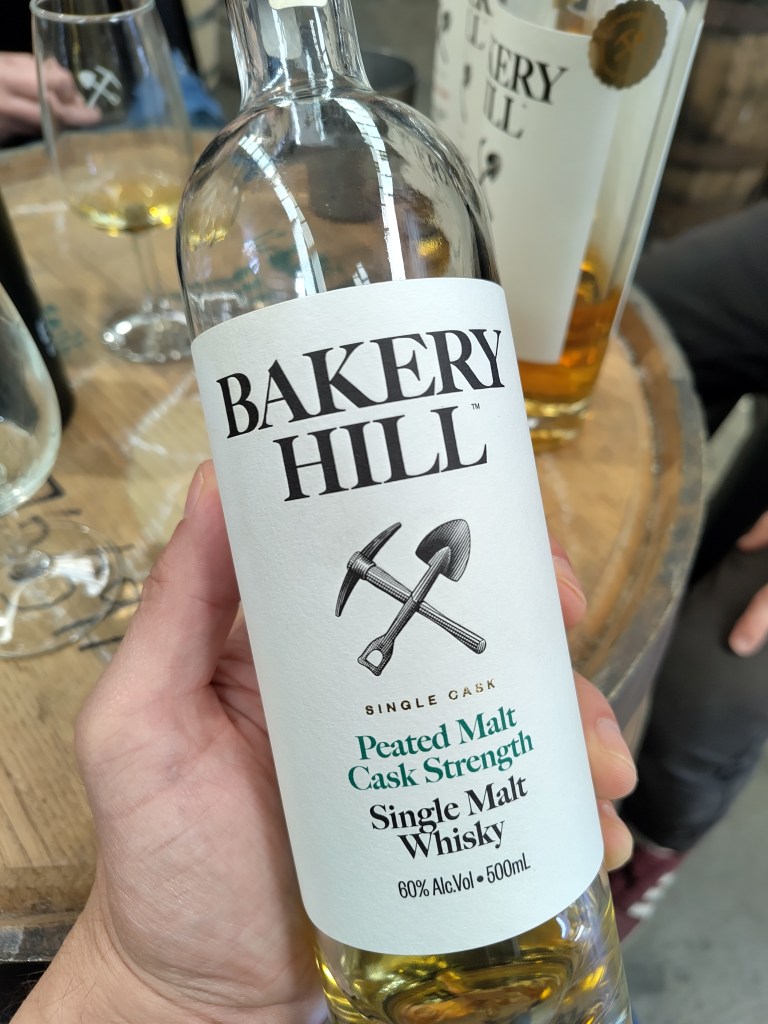 BAKERY
HILL™
SINGLE CASK
Peated Malt
Cask Strength
Single Malt
Whisky
60% Alc.Vol • 500mL